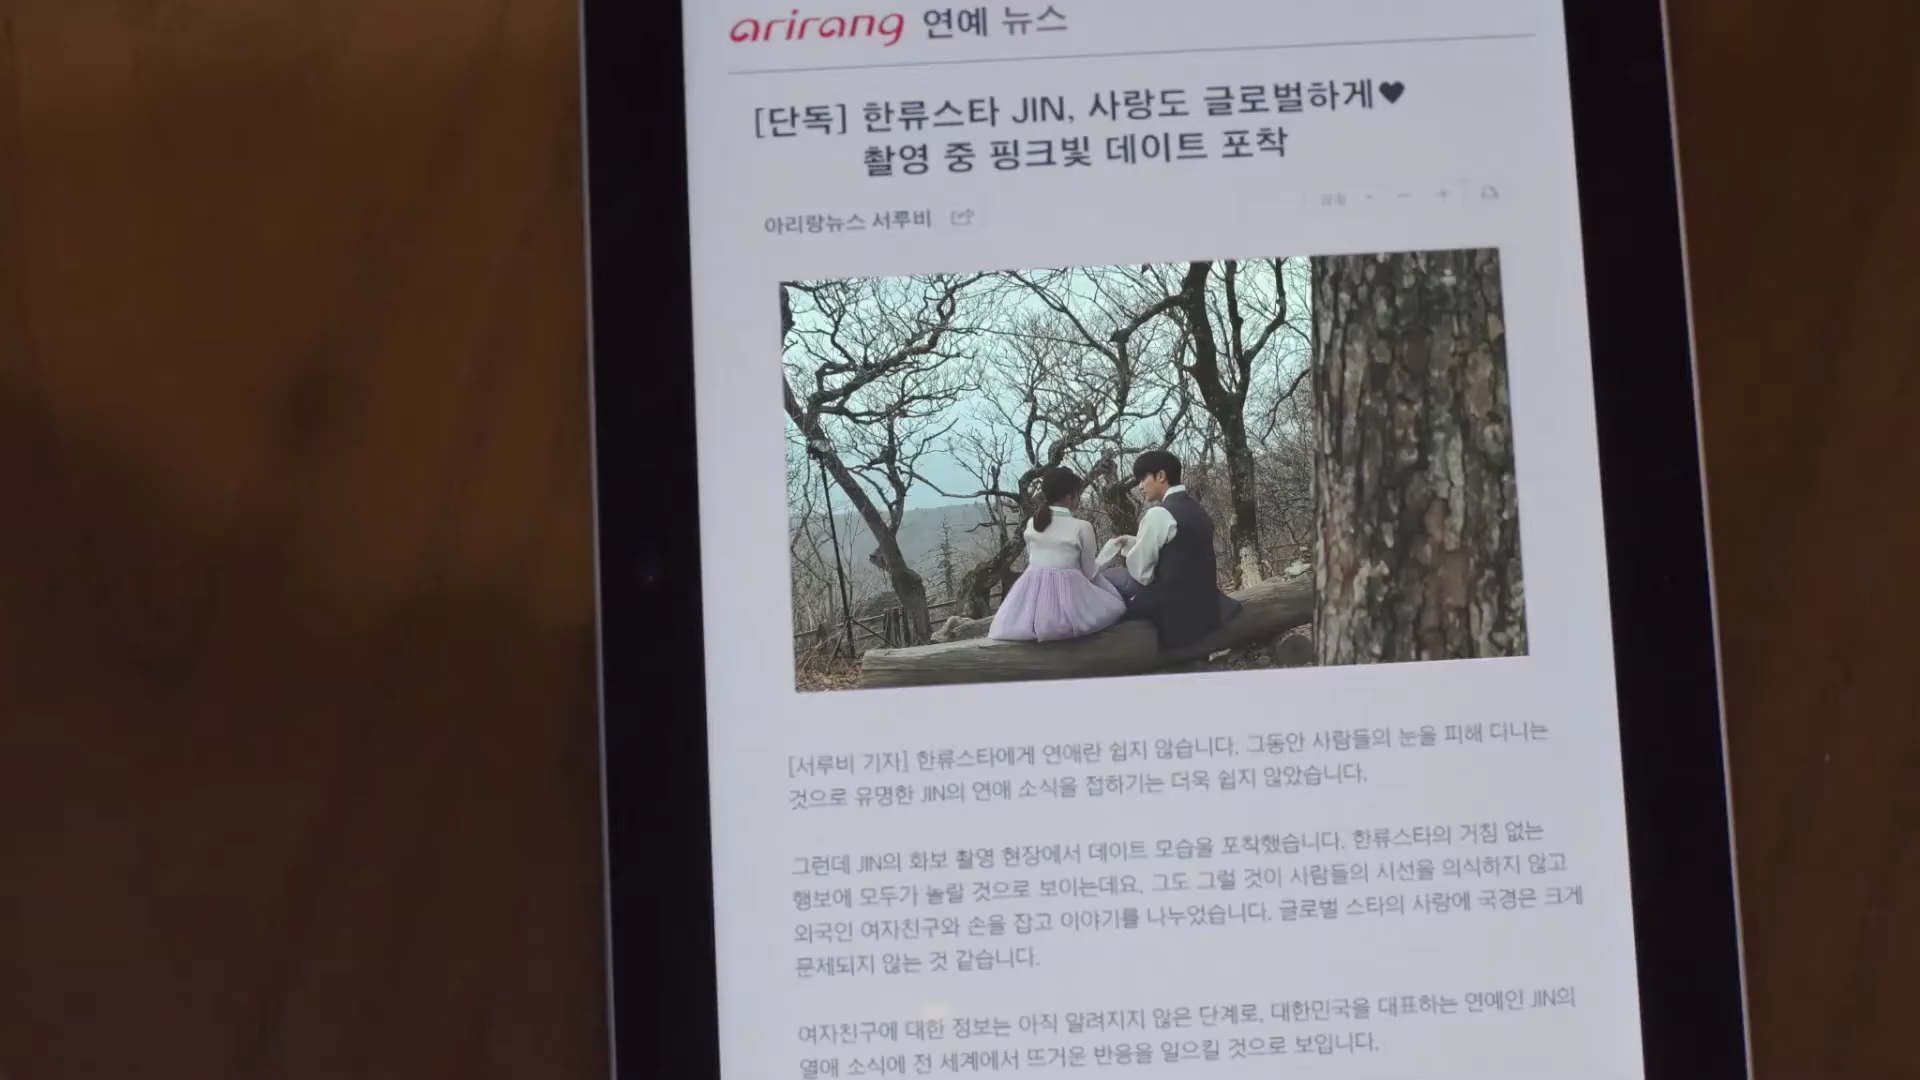 arirang 연예 뉴스
[단독] 한류스타 JIN, 사랑도 글로벌하게♥
촬영 중 핑크빛 데이트 포착
아리랑뉴스 서루비
[서루비 기자] 한류스타에게 연애란 쉽지 않습니다. 그동안 사람들의 눈을 피해 다니는
것으로 유명한 JIN의 연애 소식을 접하기는 더욱 쉽지 않았습니다.
그런데 JIN의 화보 촬영 현장에서 데이트 모습을 포착했습니다. 한류스타의 거침 없는
행보에 모두가 놀랄 것으로 보이는데요, 그도 그럴 것이 사람들의 시선을 의식하지 않고
외국인 여자친구와 손을 잡고 이야기를 나누었습니다. 글로벌 스타의 사랑에 국경은 크게
문제되지 않는 것 같습니다.
여자친구에 대한 정보는 아직 알려지지 않은 단계로, 대한민국을 대표하는 연예인 JIN의
열애 소식에 전 세계에서 뜨거운 반응을 일으킬 것으로 보입니다.